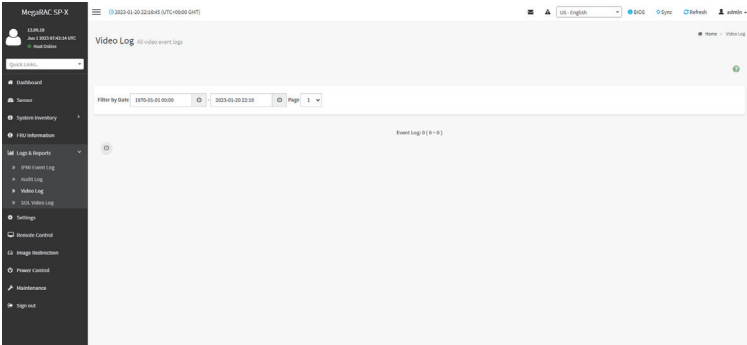 MegaRAC SP-X
2023-01-20 22:18:45 (UTC+00:00 GMT)
US - English
BIOS
Sync
Refresh
admin
13.06.16
Host Online
Quick Links...
Dashboard
Sensor
System Inventory
FRU Information
Logs & Reports
» IPMI Event Log
» Audit Log
» Video Log
» SOL Video Log
Settings
Remote Control
Image Redirection
Power Control
Maintenance
Sign out
Video Log All video event logs
Home > Video Log
Filter by Date 1970-01-01 00:00 - 2023-01-20 22:16 Page 1
Event Log: 0 ( 0 ~ 0 )